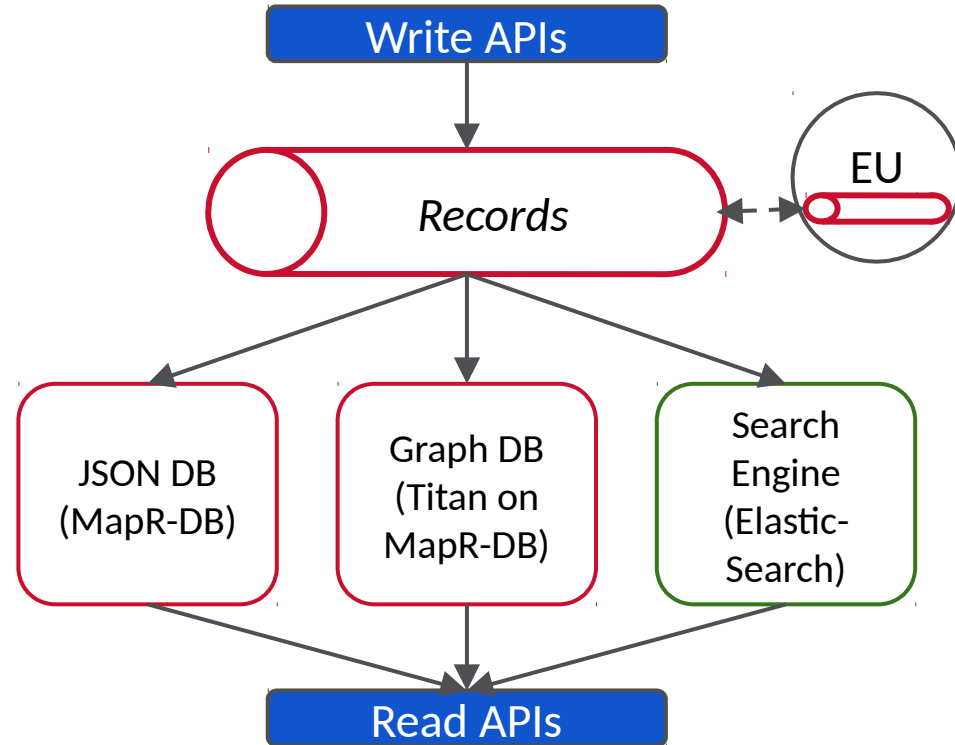 Write APIs
EU
Records
JSON DB
(MapR-DB)
Graph DB
(Titan on
MapR-DB)
Search
Engine
(Elastic-
Search)
Read APIs